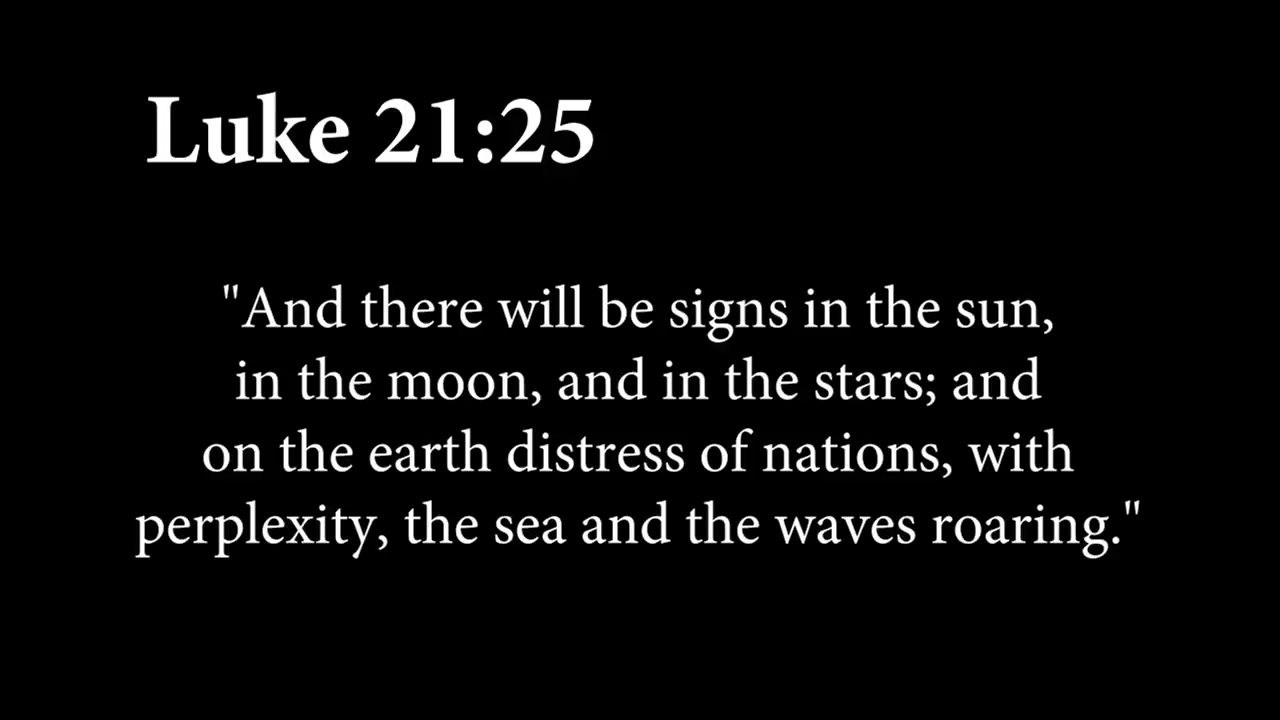 Luke 21:25
"And there will be signs in the sun,
in the moon, and in the stars; and
on the earth distress of nations, with
perplexity, the sea and the waves roaring."